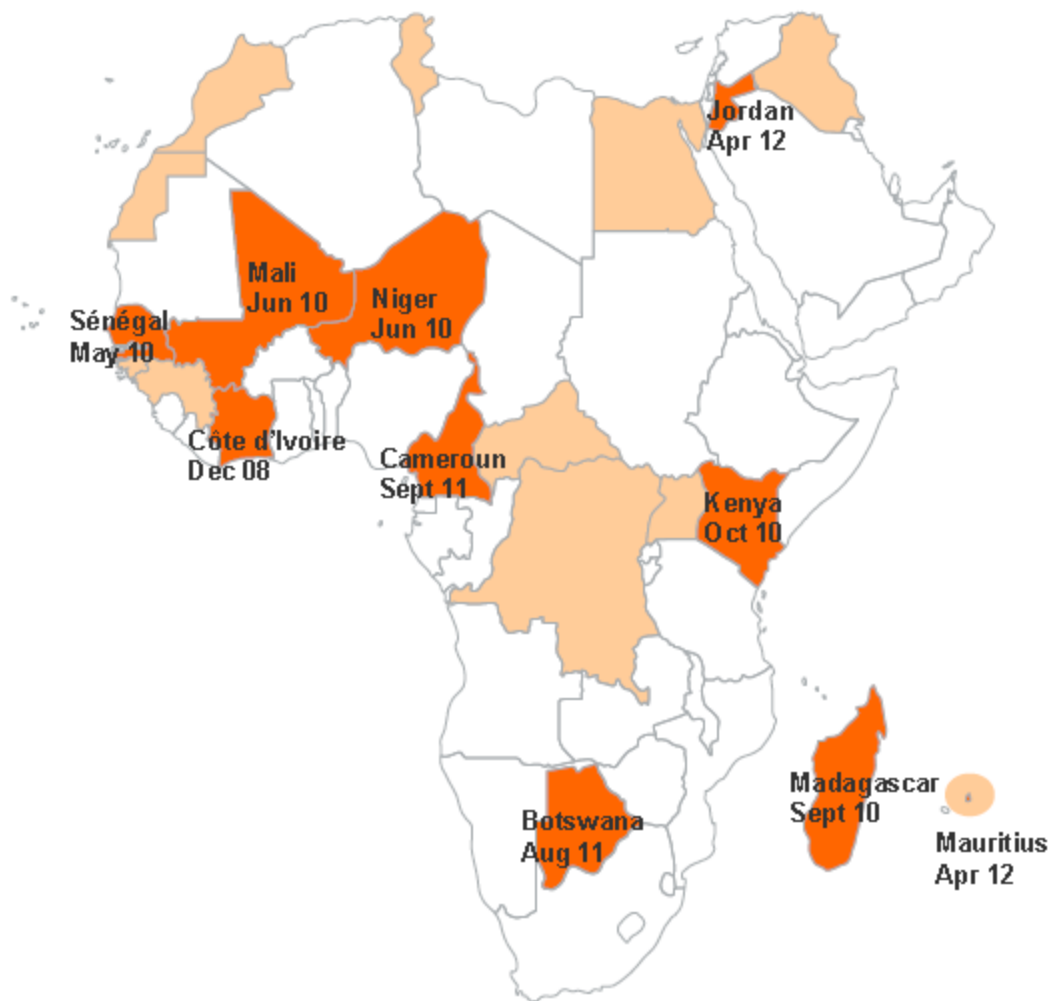 Jordan
Apr 12
Mali
Jun 10
Niger
Jun 10
Sénégal
May 10
Côte d'Ivoire
Dec 08
Cameroun
Sept 11
Kenya
Oct 10
Madagascar
Sept 10
Botswana
Aug 11
Mauritius
Apr 12